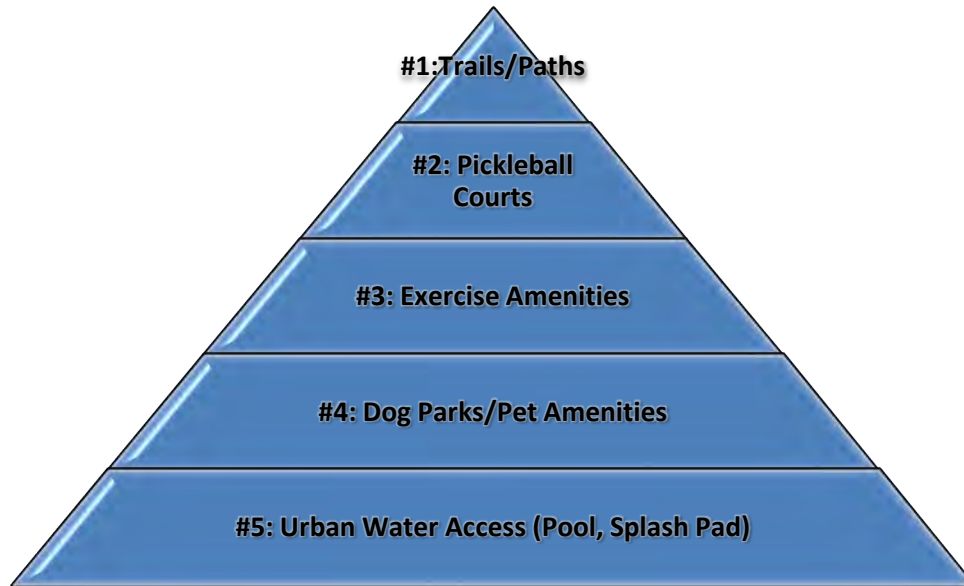 #1:Trails/Paths
#2: Pickleball
Courts
#3: Exercise Amenities
#4: Dog Parks/Pet Amenities
#5: Urban Water Access (Pool, Splash Pad)